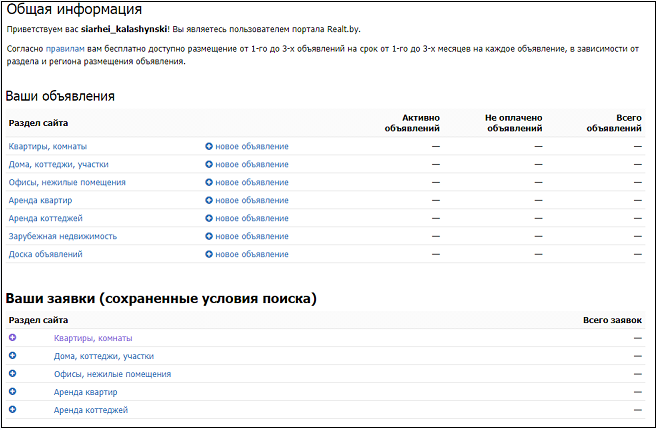 Общая информация
Приветствуем вас siarhei_kalashynski! Вы являетесь пользователем портала Realt.by.
Согласно правилам вам бесплатно доступно размещение от 1-го до 3-х объявлений на срок от 1-го до 3-х месяцев на каждое объявление, в зависимости от
раздела и региона размещения объявления.
Ваши объявления
Раздел сайта Активно объявлений Не оплачено объявлений Всего объявлений
Квартиры, комнаты новое объявление — — —
Дома, коттеджи, участки новое объявление — — —
Офисы, нежилые помещения новое объявление — — —
Аренда квартир новое объявление — — —
Аренда коттеджей новое объявление — — —
Зарубежная недвижимость новое объявление — — —
Доска объявлений новое объявление — — —
Ваши заявки (сохраненные условия поиска)
Раздел сайта Всего заявок
Квартиры, комнаты —
Дома, коттеджи, участки —
Офисы, нежилые помещения —
Аренда квартир —
Аренда коттеджей —